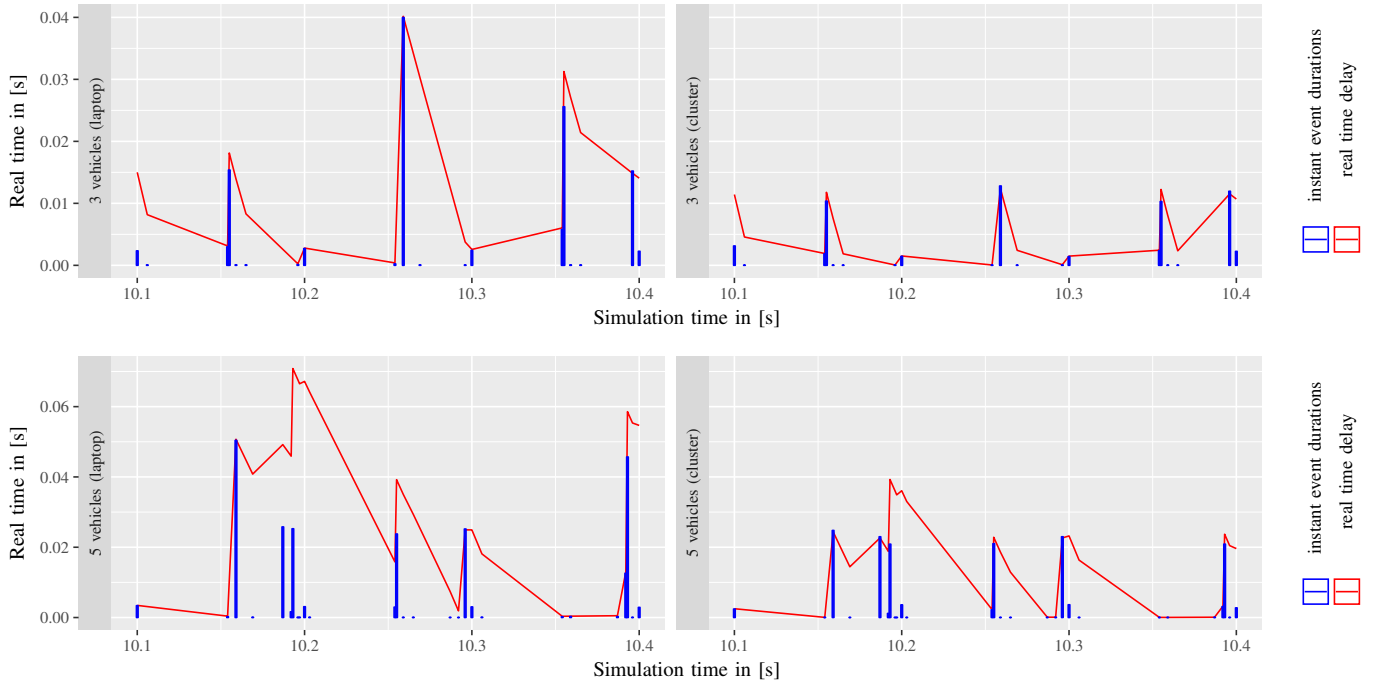 Real time in [s]
0.04
0.03
0.02
0.01
0.00
3 vehicles (laptop)
3 vehicles (cluster)
10.1
10.2
10.3
10.4
10.1
10.2
10.3
10.4
Simulation time in [s]
instant event durations
real time delay
Real time in [s]
0.06
0.04
0.02
0.00
5 vehicles (laptop)
5 vehicles (cluster)
10.1
10.2
10.3
10.4
10.1
10.2
10.3
10.4
Simulation time in [s]
instant event durations
real time delay